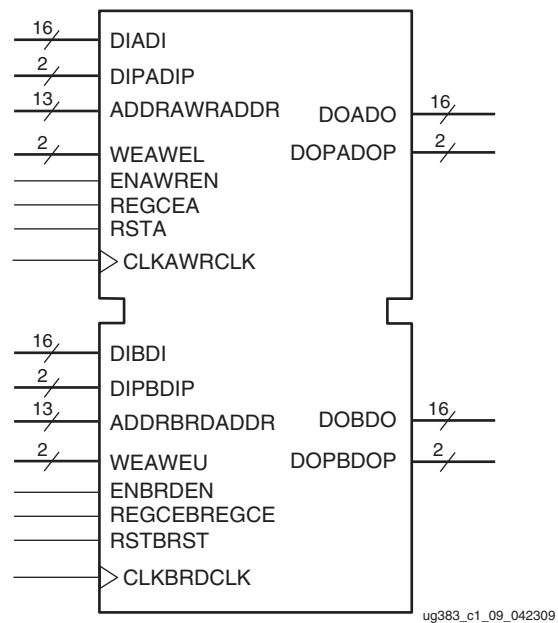 16 DIADI
2 DIPADIP
13 ADDRAWRADDR DOADO 16
2 WEAWEL DOPADOP 2
ENAWREN
REGCEA
RSTA
CLKAWRCLK
16 DIBDI
2 DIPBDIP
13 ADDRBRDADDR DOBDO 16
2 WEAWEU DOPBDOP 2
ENBRDEN
REGCEBREGCE
RSTBRST
CLKBRDCLK
ug383_c1_09_042309